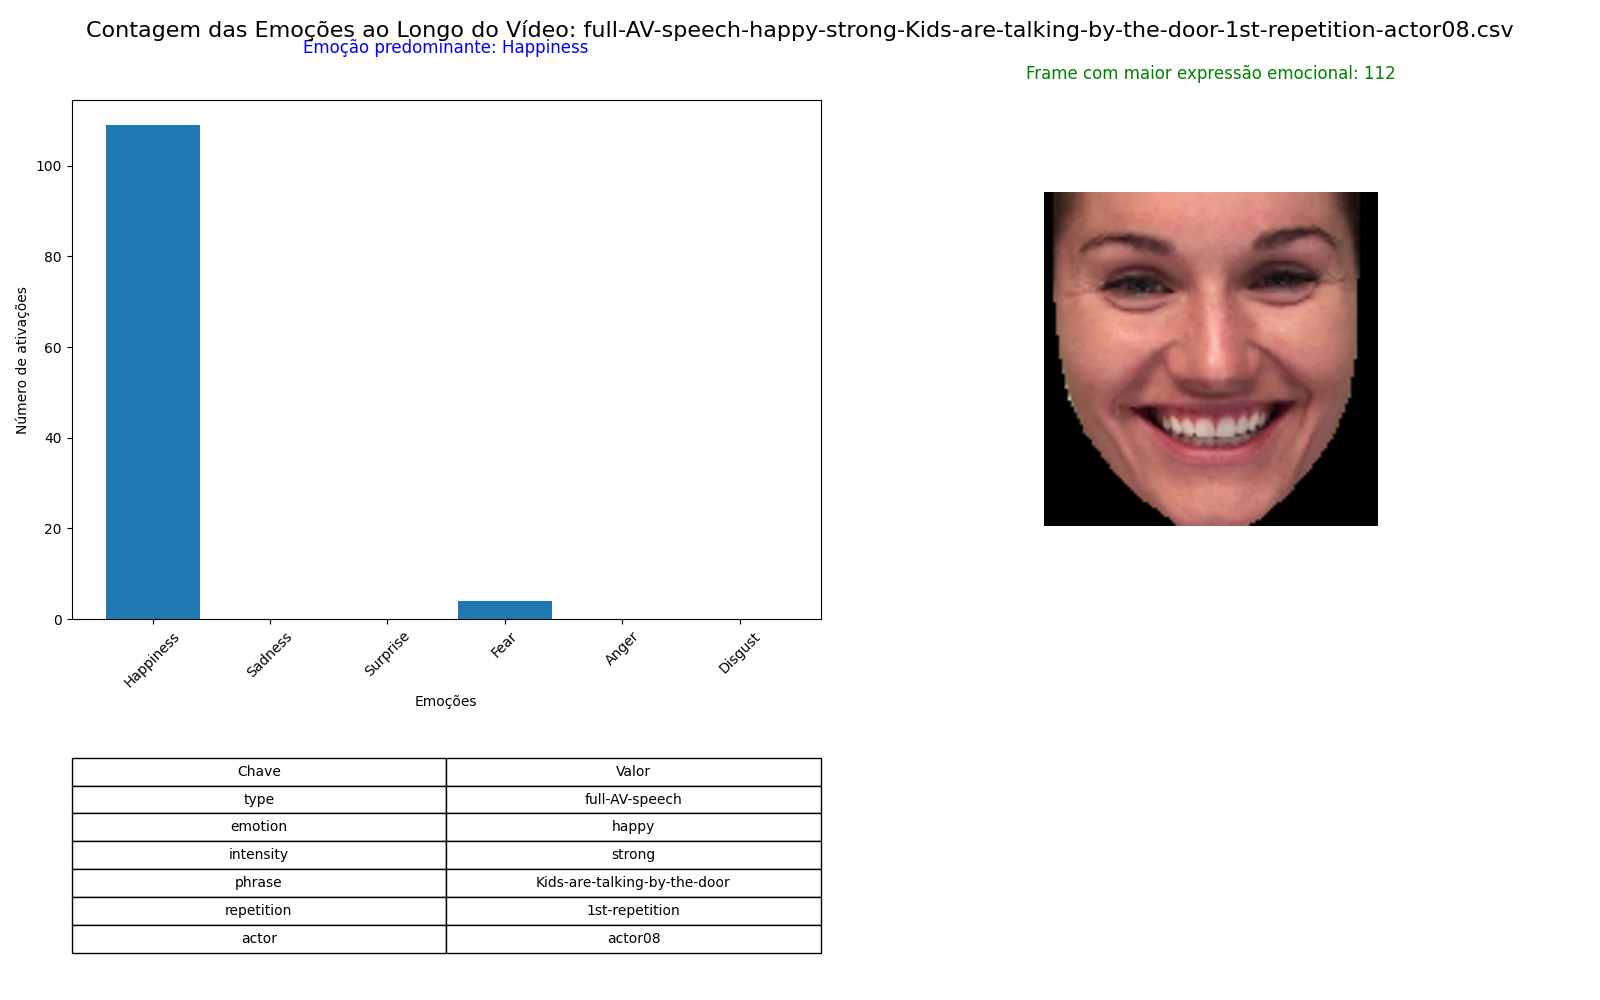 Contagem das Emoções ao Longo do Vídeo: full-AV-speech-happy-strong-Kids-are-talking-by-the-door-1st-repetition-actor08.csv
Emoção predominante: Happiness
Frame com maior expressão emocional: 112
Número de ativações
100
80
60
40
20
0
Happiness
Sadness
Surprise
Fear
Anger
Disgust
Emoções
Chave Valor
type full-AV-speech
emotion happy
intensity strong
phrase Kids-are-talking-by-the-door
repetition 1st-repetition
actor actor08